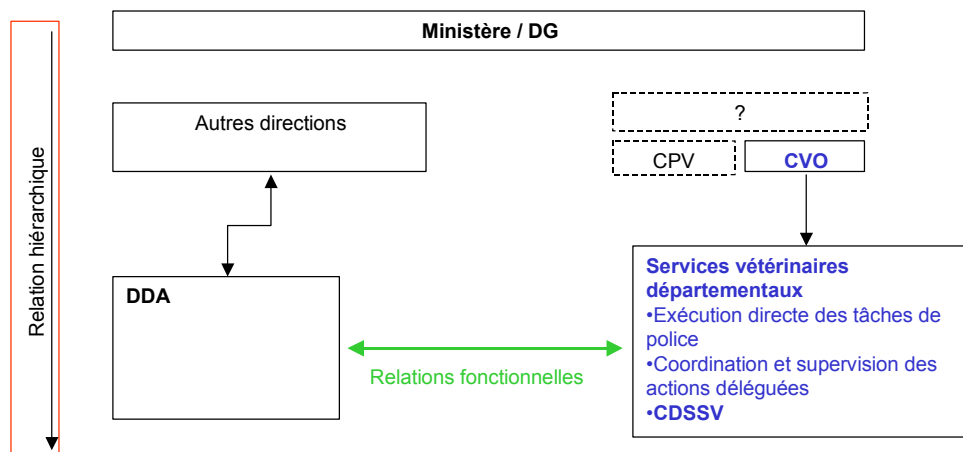 Ministère / DG
Relation hiérarchique
Autres directions
?
CPV
CVO
DDA
Services vétérinaires
départementaux
•Exécution directe des tâches de
police
•Coordination et supervision des
actions déléguées
•CDSSV
Relations fonctionnelles